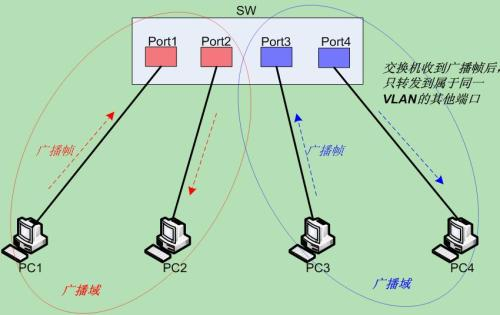 SW
Port1
Port2
Port3
Port4
交换机收到广播帧后,
只转发到属于同一
VLAN的其他端口
广播帧
广播帧
PC1
PC2
PC3
PC4
广播域
广播域